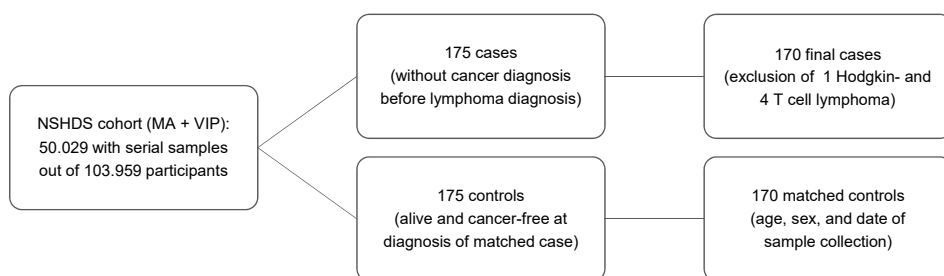 NSHDS cohort (MA + VIP):
50.029 with serial samples
out of 103.959 participants
175 cases
(without cancer diagnosis
before lymphoma diagnosis)
170 final cases
(exclusion of 1 Hodgkin- and
4 T cell lymphoma)
175 controls
(alive and cancer-free at
diagnosis of matched case)
170 matched controls
(age, sex, and date of
sample collection)